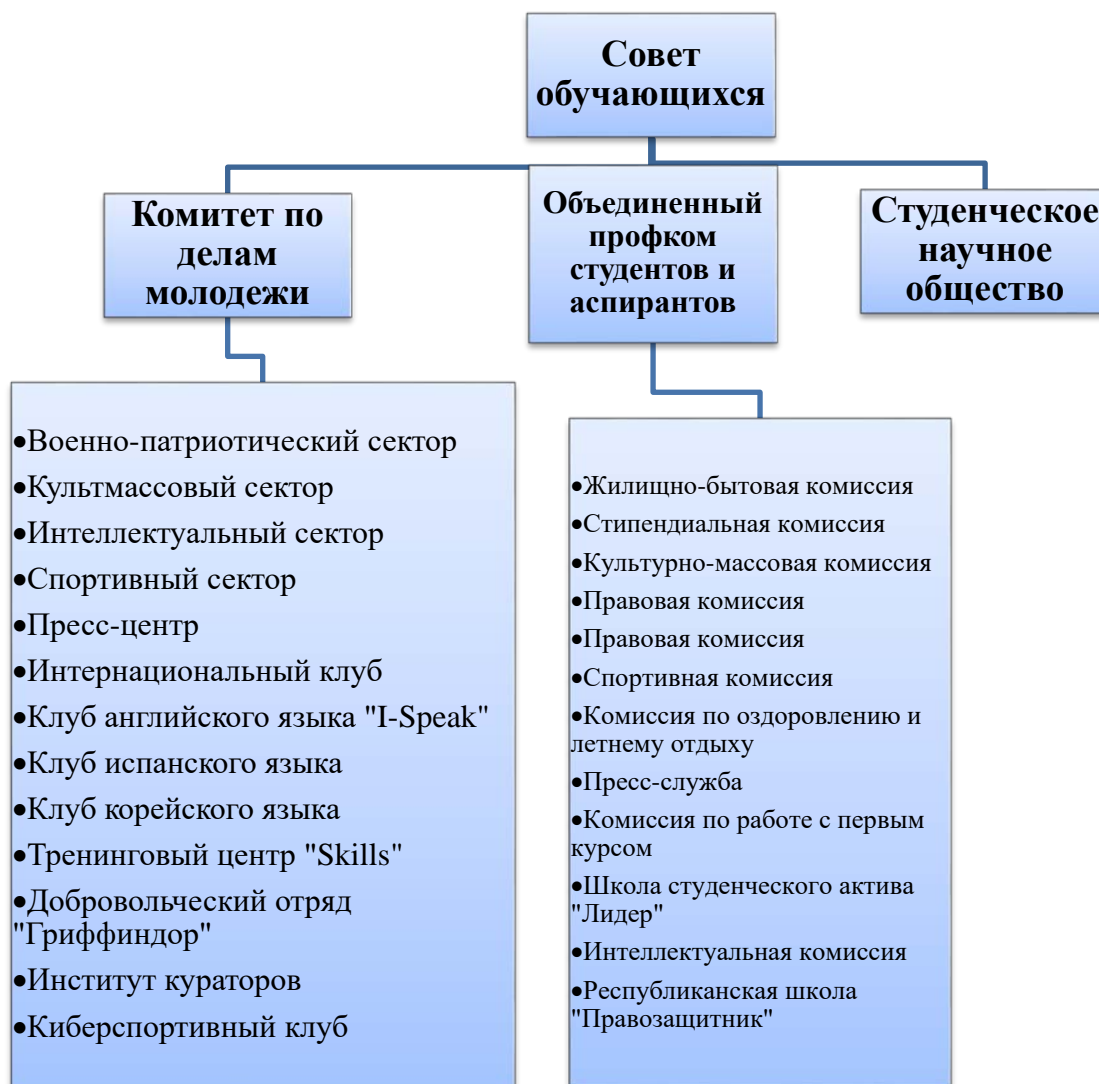 Совет
обучающихся
Комитет по
делам
молодежи
Объединенный
профком
студентов и
аспирантов
Студенческое
научное
общество
•Военно-патриотический сектор
•Культмассовый сектор
•Интеллектуальный сектор
•Спортивный сектор
•Пресс-центр
•Интернациональный клуб
•Клуб английского языка "I-Speak"
•Клуб испанского языка
•Клуб корейского языка
•Тренинговый центр "Skills"
•Добровольческий отряд
"Гриффиндор"
•Институт кураторов
•Киберспортивный клуб
•Жилищно-бытовая комиссия
•Стипендиальная комиссия
•Культурно-массовая комиссия
•Правовая комиссия
•Правовая комиссия
•Спортивная комиссия
•Комиссия по оздоровлению и
летнему отдыху
•Пресс-служба
•Комиссия по работе с первым
курсом
•Школа студенческого актива
"Лидер"
•Интеллектуальная комиссия
•Республиканская школа
"Правозащитник"